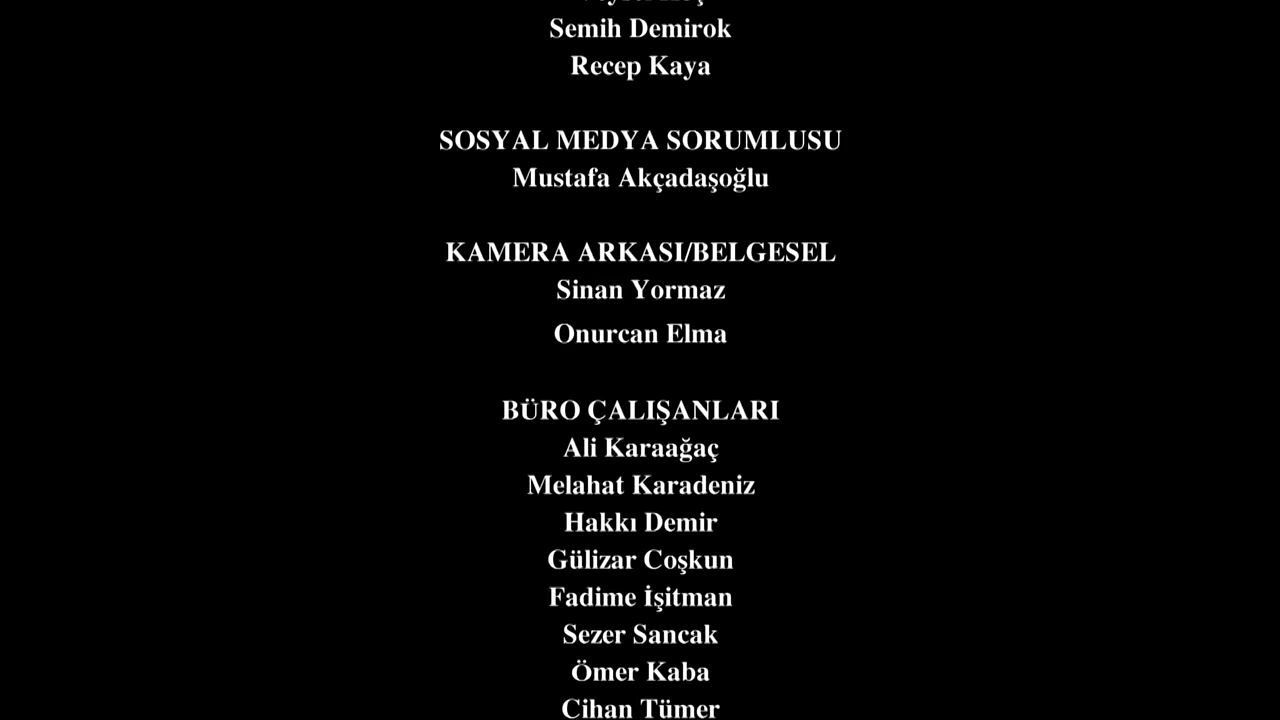 Semih Demirok
Recep Kaya
SOSYAL MEDYA SORUMLUSU
Mustafa Akçadaşoğlu
KAMERA ARKASI/BELGESEL
Sinan Yormaz
Onurcan Elma
BÜRO ÇALIŞANLARI
Ali Karaağaç
Melahat Karadeniz
Hakkı Demir
Gülizar Coşkun
Fadime İşitman
Sezer Sancak
Ömer Kaba
Cihan Tümer